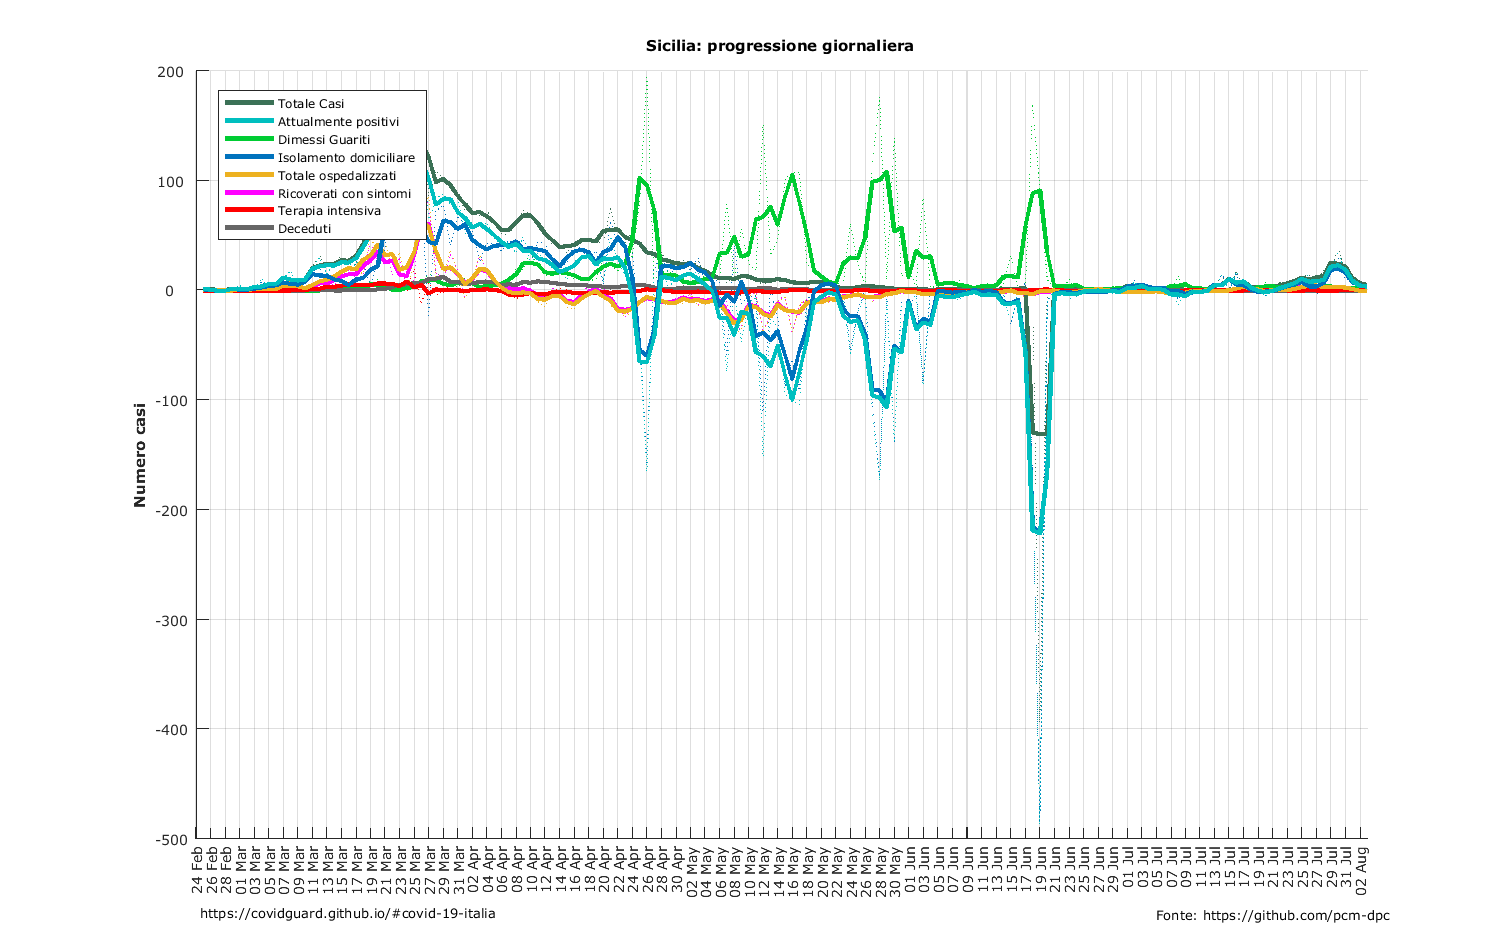 Sicilia: progressione giornaliera
200
100
0
-100
-200
-300
-400
-500
Numero casi
Totale Casi
Attualmente positivi
Dimessi Guariti
Isolamento domiciliare
Totale ospedalizzati
Ricoverati con sintomi
Terapia intensiva
Deceduti
24 Feb
26 Feb
28 Feb
01 Mar
03 Mar
05 Mar
07 Mar
09 Mar
11 Mar
13 Mar
15 Mar
17 Mar
19 Mar
21 Mar
23 Mar
25 Mar
27 Mar
29 Mar
31 Mar
02 Apr
04 Apr
06 Apr
08 Apr
10 Apr
12 Apr
14 Apr
16 Apr
18 Apr
20 Apr
22 Apr
24 Apr
26 Apr
28 Apr
30 Apr
02 May
04 May
06 May
08 May
10 May
12 May
14 May
16 May
18 May
20 May
22 May
24 May
26 May
28 May
30 May
01 Jun
03 Jun
05 Jun
07 Jun
09 Jun
11 Jun
13 Jun
15 Jun
17 Jun
19 Jun
21 Jun
23 Jun
25 Jun
27 Jun
29 Jun
01 Jul
03 Jul
05 Jul
07 Jul
09 Jul
11 Jul
13 Jul
15 Jul
17 Jul
19 Jul
21 Jul
23 Jul
25 Jul
27 Jul
29 Jul
31 Jul
02 Aug
https://covidguard.github.io/#covid-19-italia
Fonte: https://github.com/pcm-dpc